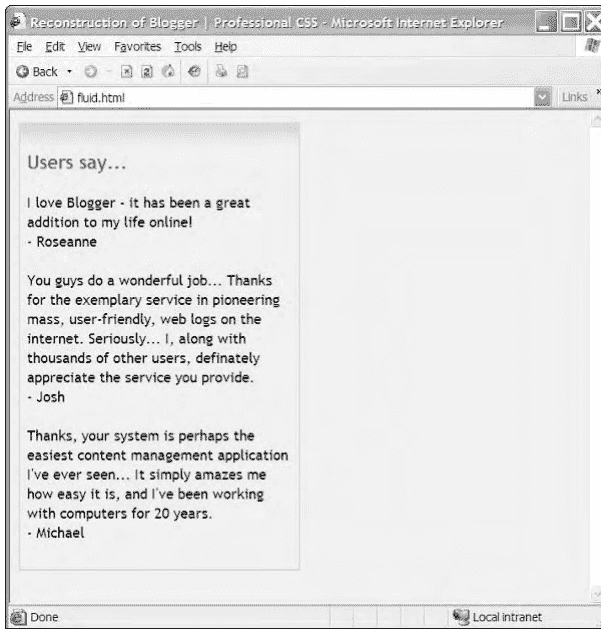 Reconstruction of Blogger | Professional CSS - Microsoft Internet Explorer
File Edit View Favorites Tools Help
Back
Address fluid.html Links »
Users say...
I love Blogger - it has been a great
addition to my life online!
- Roseanne
You guys do a wonderful job... Thanks
for the exemplary service in pioneering
mass, user-friendly, web logs on the
internet. Seriously... I, along with
thousands of other users, definately
appreciate the service you provide.
- Josh
Thanks, your system is perhaps the
easiest content management application
I've ever seen... It simply amazes me
how easy it is, and I've been working
with computers for 20 years.
- Michael
Done Local intranet